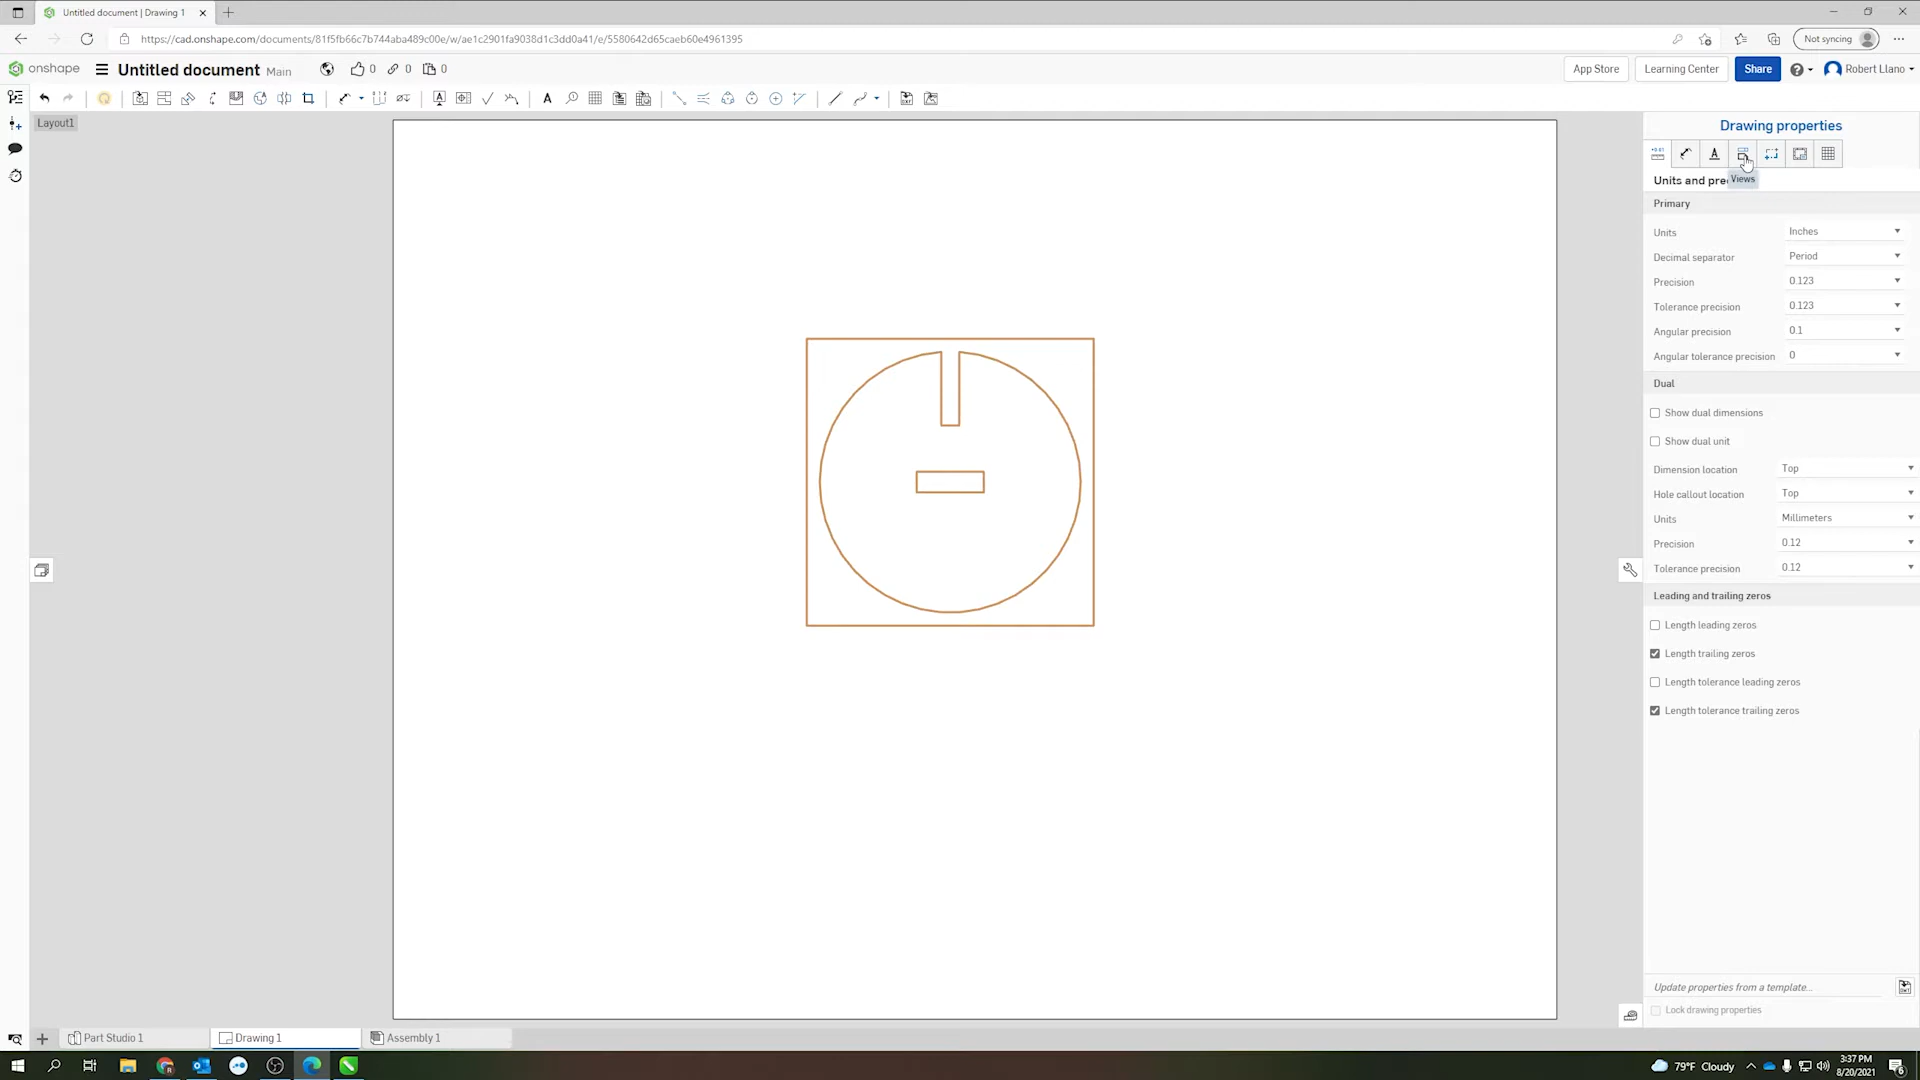 Untitled document | Drawing 1
https://cad.onshape.com/documents/81f5fb66c7b744aba489c00e/w/ae1c2901fa9038d1c3dd0a41/e/5580642d65caeb60e4961395
Not syncing
onshape
Untitled document Main
0 0 0
App Store
Learning Center
Share
Robert Llano
Layout1
Drawing properties
Units and pre
Views
Primary
Units Inches
Decimal separator Period
Precision 0.123
Tolerance precision 0.123
Angular precision 0.1
Angular tolerance precision 0
Dual
Show dual dimensions
Show dual unit
Dimension location Top
Hole callout location Top
Units Millimeters
Precision 0.12
Tolerance precision 0.12
Leading and trailing zeros
Length leading zeros
Length trailing zeros
Length tolerance leading zeros
Length tolerance trailing zeros
Update properties from a template...
Lock drawing properties
Part Studio 1
Drawing 1
Assembly 1
79°F Cloudy
3:37 PM
8/20/2021